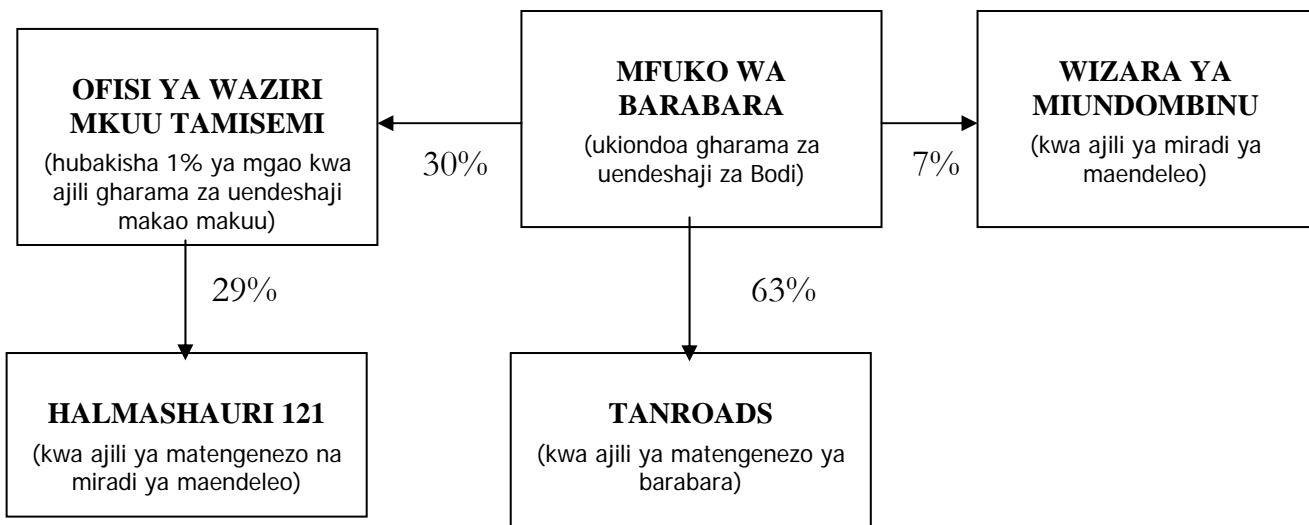 OFISI YA WAZIRI
MKUU TAMISEMI
(hubakisha 1% ya mgao kwa
ajili gharama za uendeshaji
makao makuu)
30%
MFUKO WA
BARABARA
(ukiondoa gharama za
uendeshaji za Bodi)
7%
WIZARA YA
MIUNDOMBINU
(kwa ajili ya miradi ya
maendeleo)
29%
63%
HALMASHAURI 121
(kwa ajili ya matengenezo na
miradi ya maendeleo)
TANROADS
(kwa ajili ya matengenezo ya
barabara)